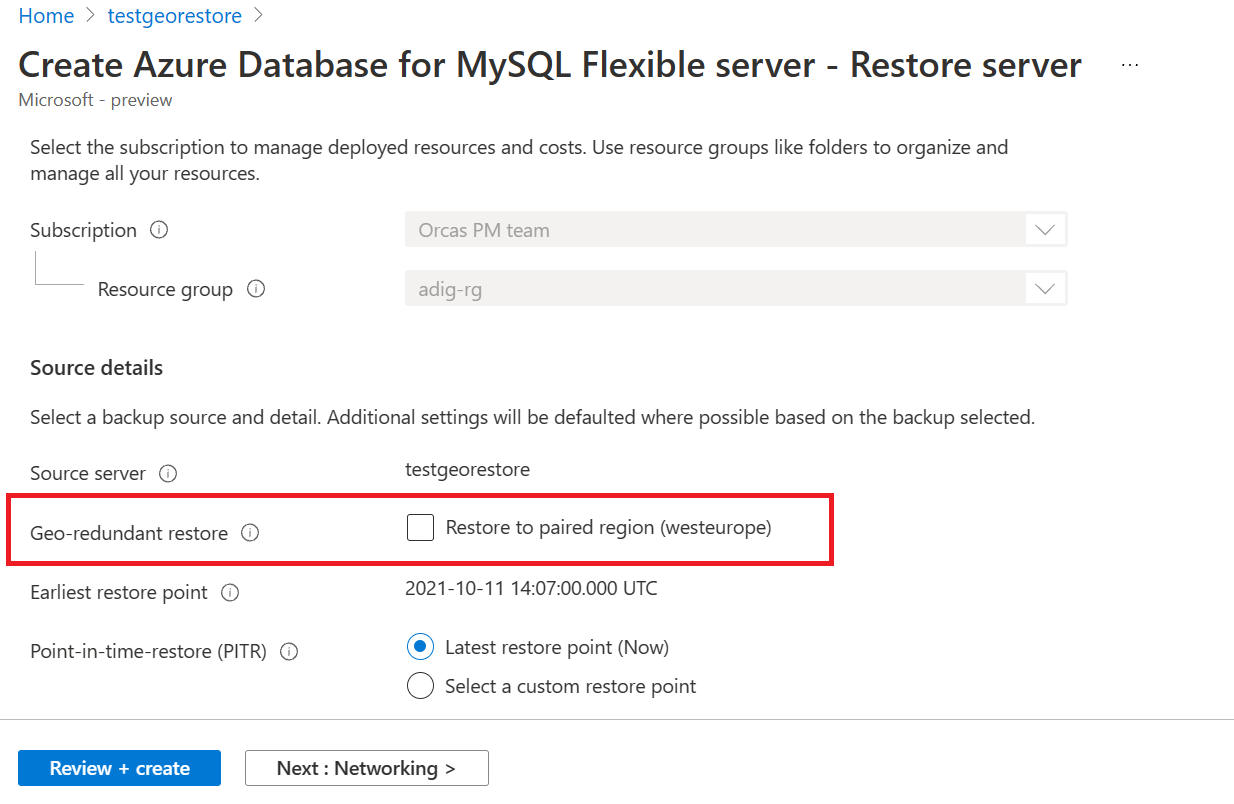 Home > testgeorestore >
Create Azure Database for MySQL Flexible server - Restore server ...
Microsoft - preview
Select the subscription to manage deployed resources and costs. Use resource groups like folders to organize and
manage all your resources.
Subscription
Orcas PM team
Resource group
adig-rg
Source details
Select a backup source and detail. Additional settings will be defaulted where possible based on the backup selected.
Source server
testgeorestore
Geo-redundant restore
Restore to paired region (westeurope)
Earliest restore point
2021-10-11 14:07:00.000 UTC
Point-in-time-restore (PITR)
Latest restore point (Now)
Select a custom restore point
Review + create
Next : Networking >